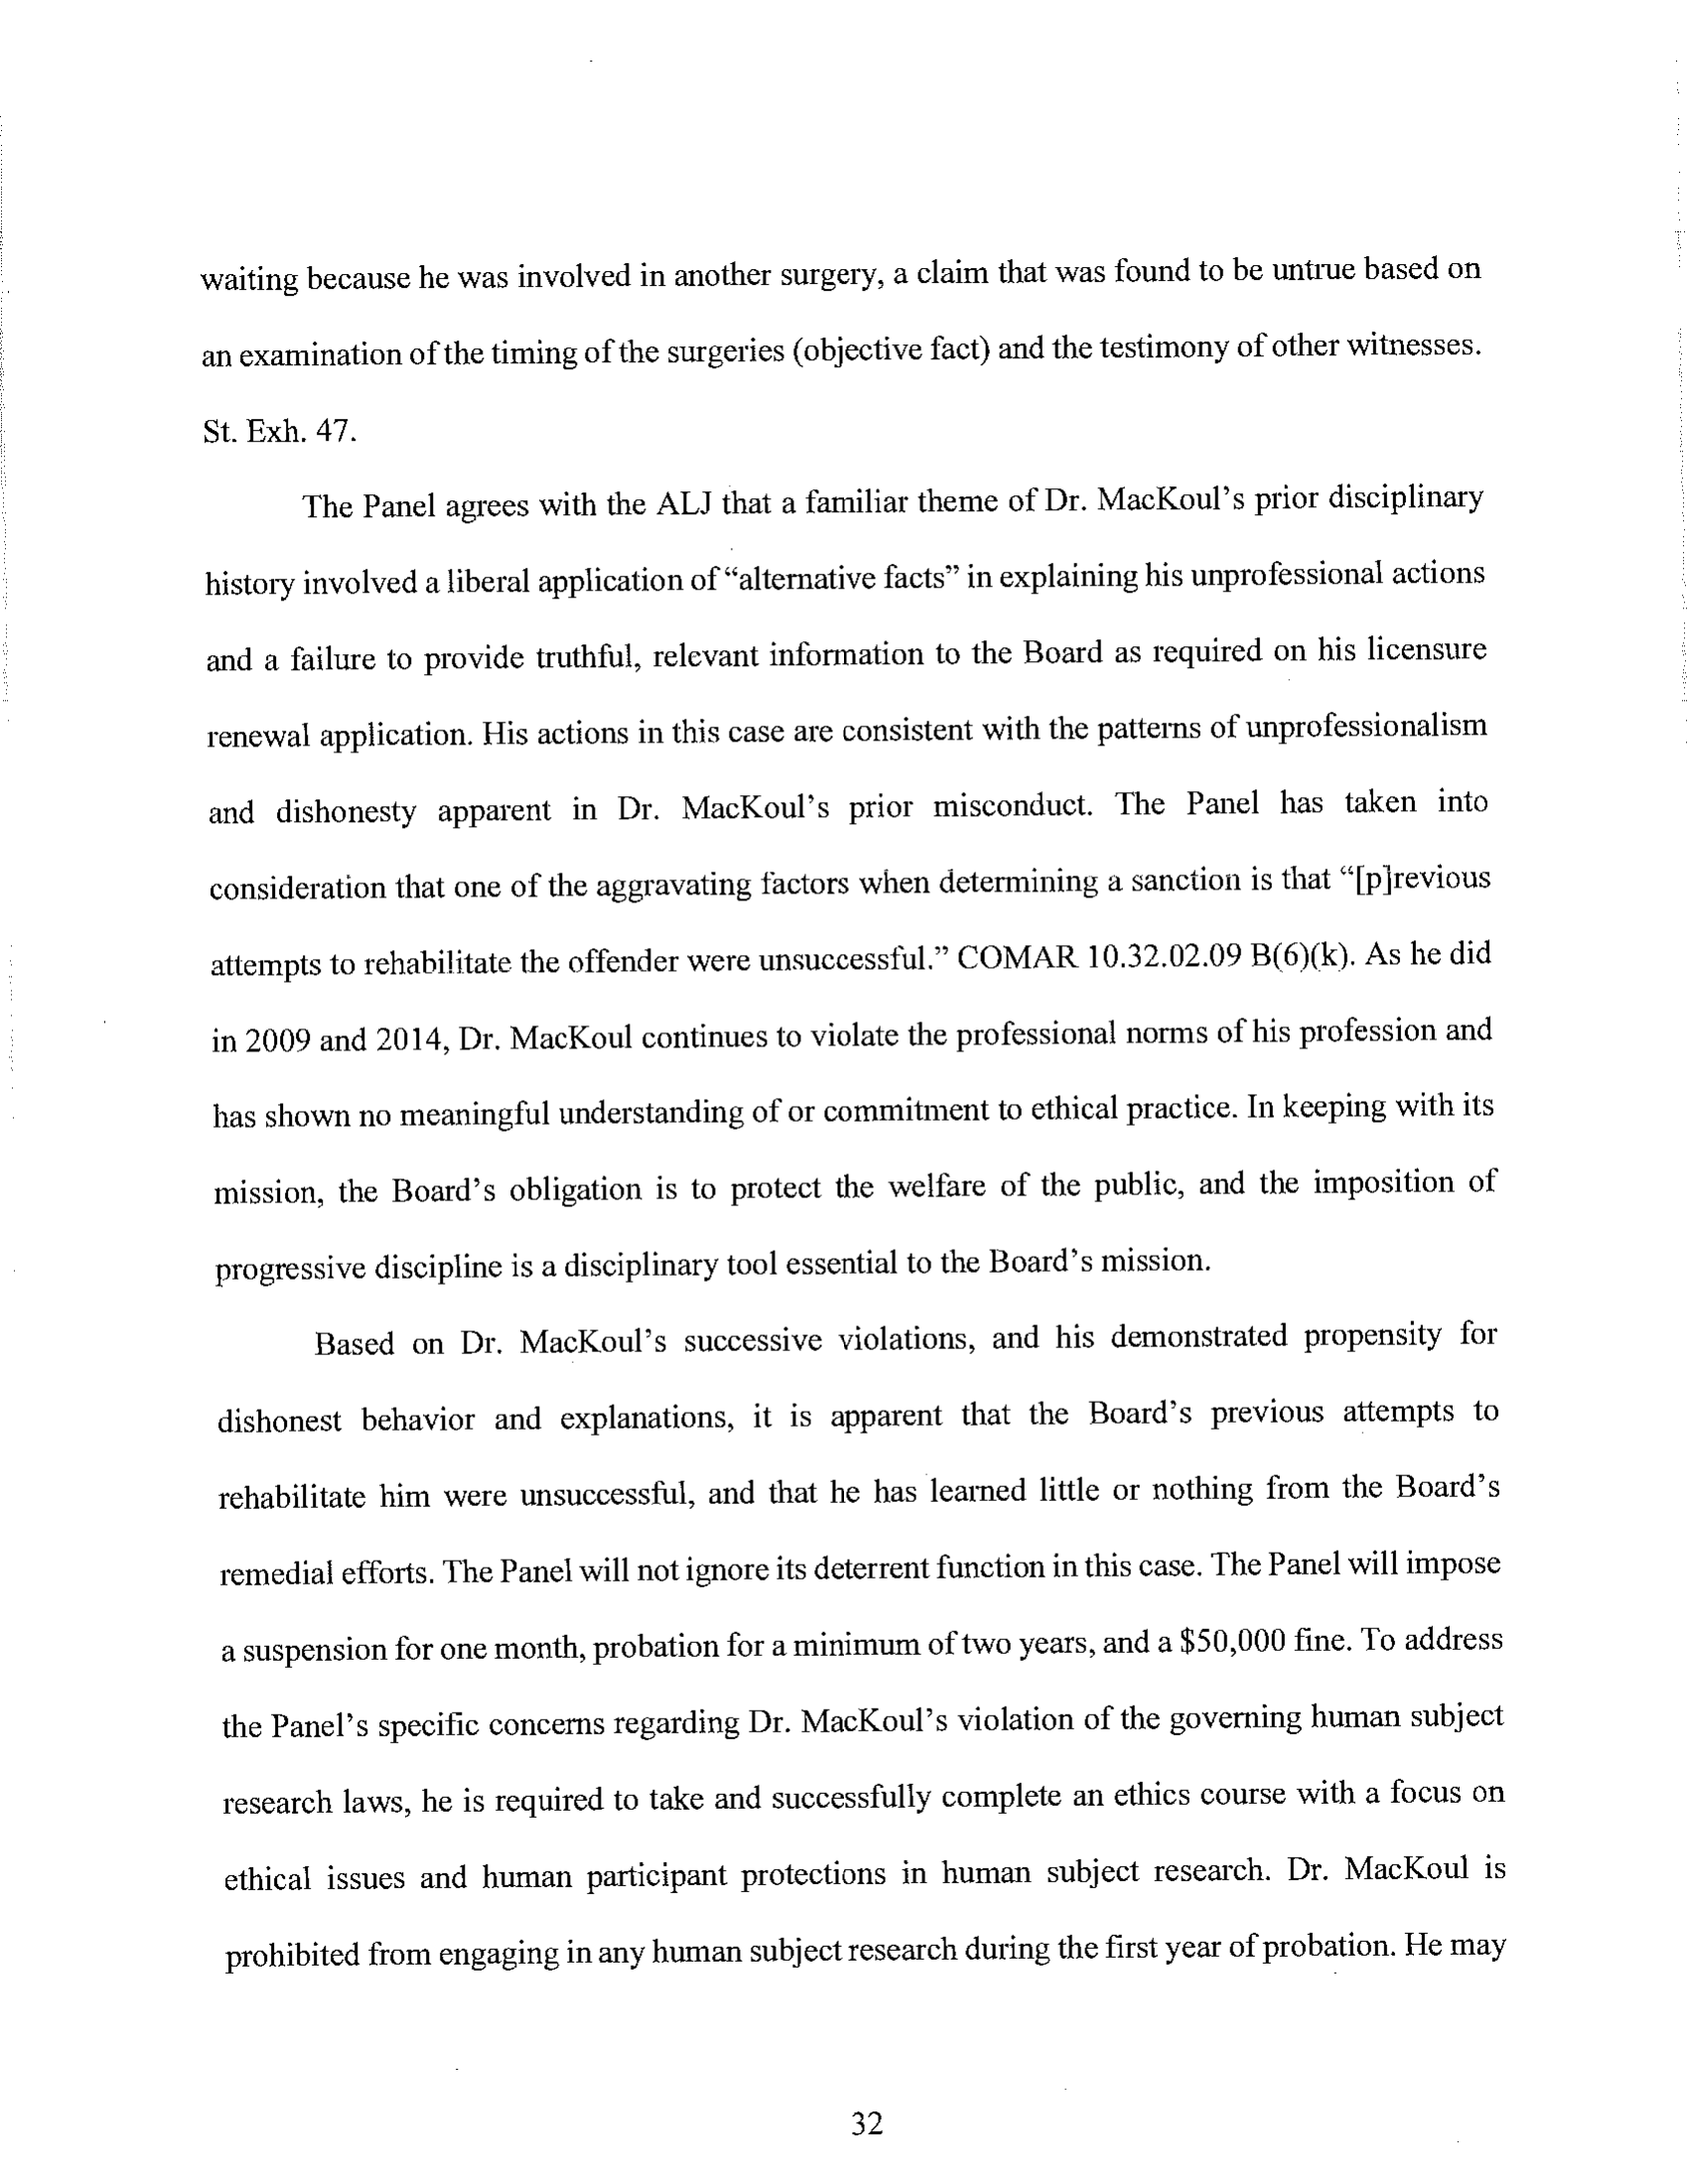 waiting because he was involved in another surgery, a claim that was found to be untrue based on
an examination of the timing of the surgeries (objective fact) and the testimony of other witnesses.
St. Exh. 47.
The Panel agrees with the ALJ that a familiar theme of Dr. MacKoul's prior disciplinary
history involved a liberal application of “alternative facts” in explaining his unprofessional actions
and a failure to provide truthful, relevant information to the Board as required on his licensure
renewal application. His actions in this case are consistent with the patterns of unprofessionalism
and dishonesty apparent in Dr. MacKoul's prior misconduct. The Panel has taken into
consideration that one of the aggravating factors when determining a sanction is that “[p]revious
attempts to rehabilitate the offender were unsuccessful.” COMAR 10.32.02.09 B(6)(k). As he did
in 2009 and 2014, Dr. MacKoul continues to violate the professional norms of his profession and
has shown no meaningful understanding of or commitment to ethical practice. In keeping with its
mission, the Board's obligation is to protect the welfare of the public, and the imposition of
progressive discipline is a disciplinary tool essential to the Board's mission.
Based on Dr. MacKoul's successive violations, and his demonstrated propensity for
dishonest behavior and explanations, it is apparent that the Board's previous attempts to
rehabilitate him were unsuccessful, and that he has learned little or nothing from the Board's
remedial efforts. The Panel will not ignore its deterrent function in this case. The Panel will impose
a suspension for one month, probation for a minimum of two years, and a $50,000 fine. To address
the Panel's specific concerns regarding Dr. MacKoul's violation of the governing human subject
research laws, he is required to take and successfully complete an ethics course with a focus on
ethical issues and human participant protections in human subject research. Dr. MacKoul is
prohibited from engaging in any human subject research during the first year of probation. He may
32